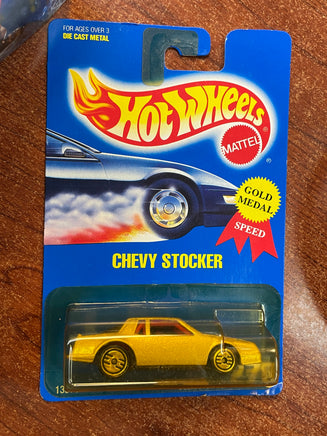 FOR AGES OVER 3
DIE CAST METAL
HOT WHEELS
®
MATTEL
®
GOLD
MEDAL
SPEED
CHEVY STOCKER